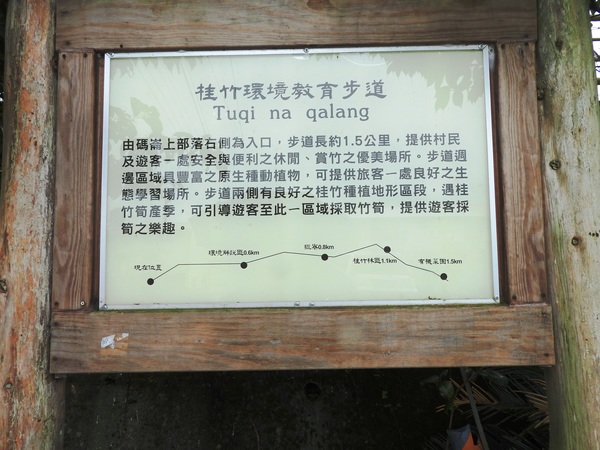 桂竹環境教育步道
Tuqi na qalang
由碼崙上部落右側為入口，步道長約1.5公里，提供村民
及遊客一處安全與便利之休閒、賞竹之優美場所。步道週
邊區域具豐富之原生種動植物，可提供旅客一處良好之生
態學習場所。步道兩側有良好之桂竹種植地形區段，遇桂
竹筍產季，可引導遊客至此一區域採取竹筍，提供遊客採
筍之樂趣。
現在位置
環境解說區0.6km
0.8km
桂竹林區1.1km
有機菜園1.5km